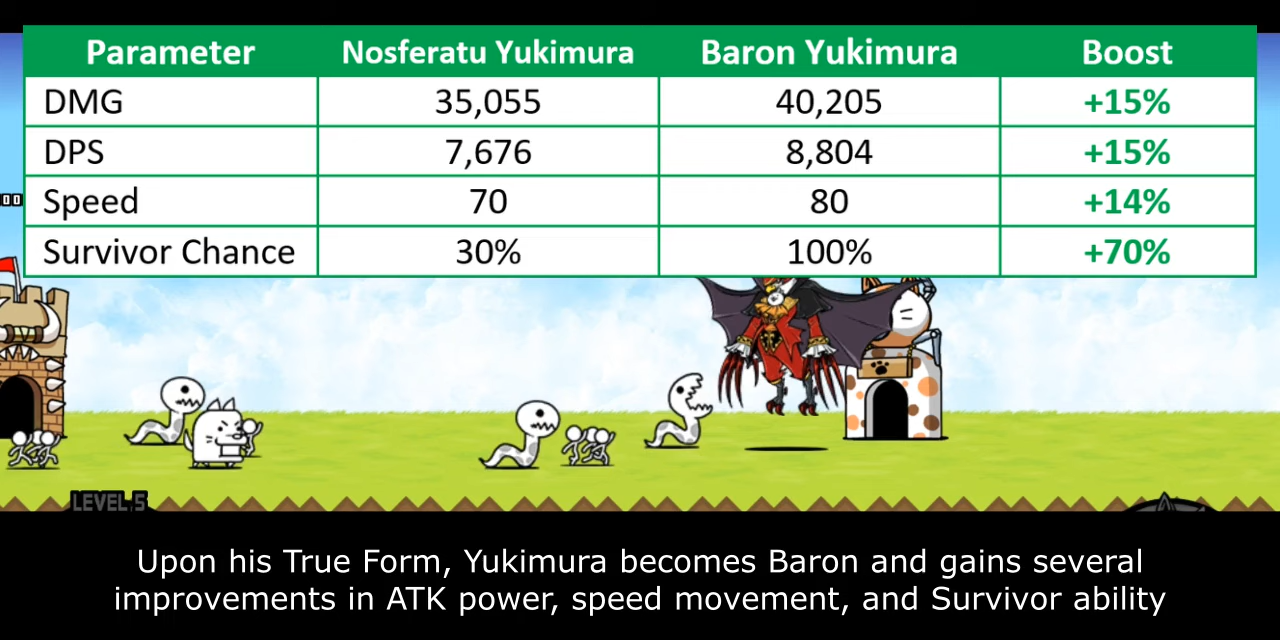 Parameter Nosferatu Yukimura Baron Yukimura Boost
DMG 35,055 40,205 +15%
DPS 7,676 8,804 +15%
Speed 70 80 +14%
Survivor Chance 30% 100% +70%
LEVEL 5
Upon his True Form, Yukimura becomes Baron and gains several
improvements in ATK power, speed movement, and Survivor ability